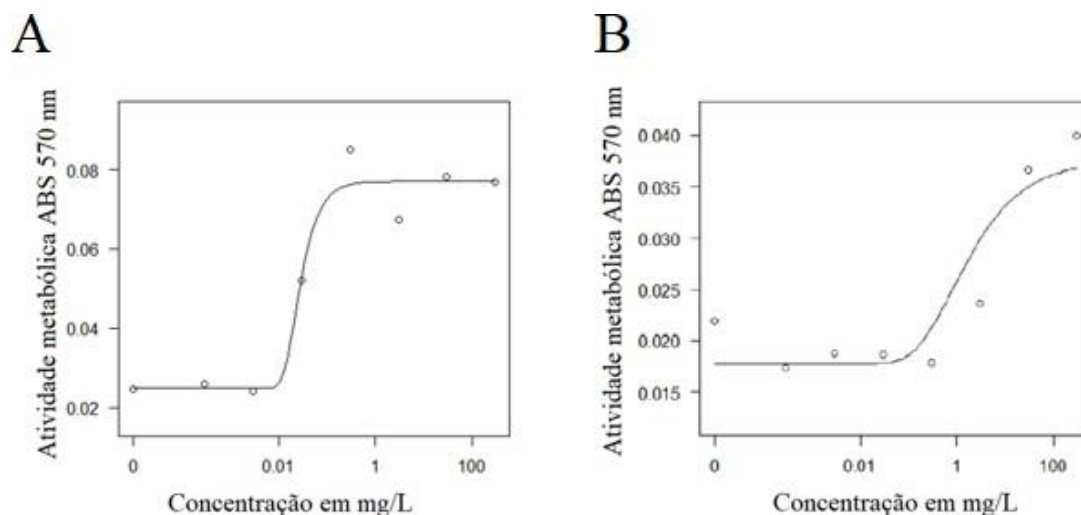 A
Atividade metabólica ABS 570 nm
0.08
0.06
0.04
0.02
0 0.01 1 100
Concentração em mg/L
B
Atividade metabólica ABS 570 nm
0.040
0.035
0.030
0.025
0.020
0.015
0 0.01 1 100
Concentração em mg/L